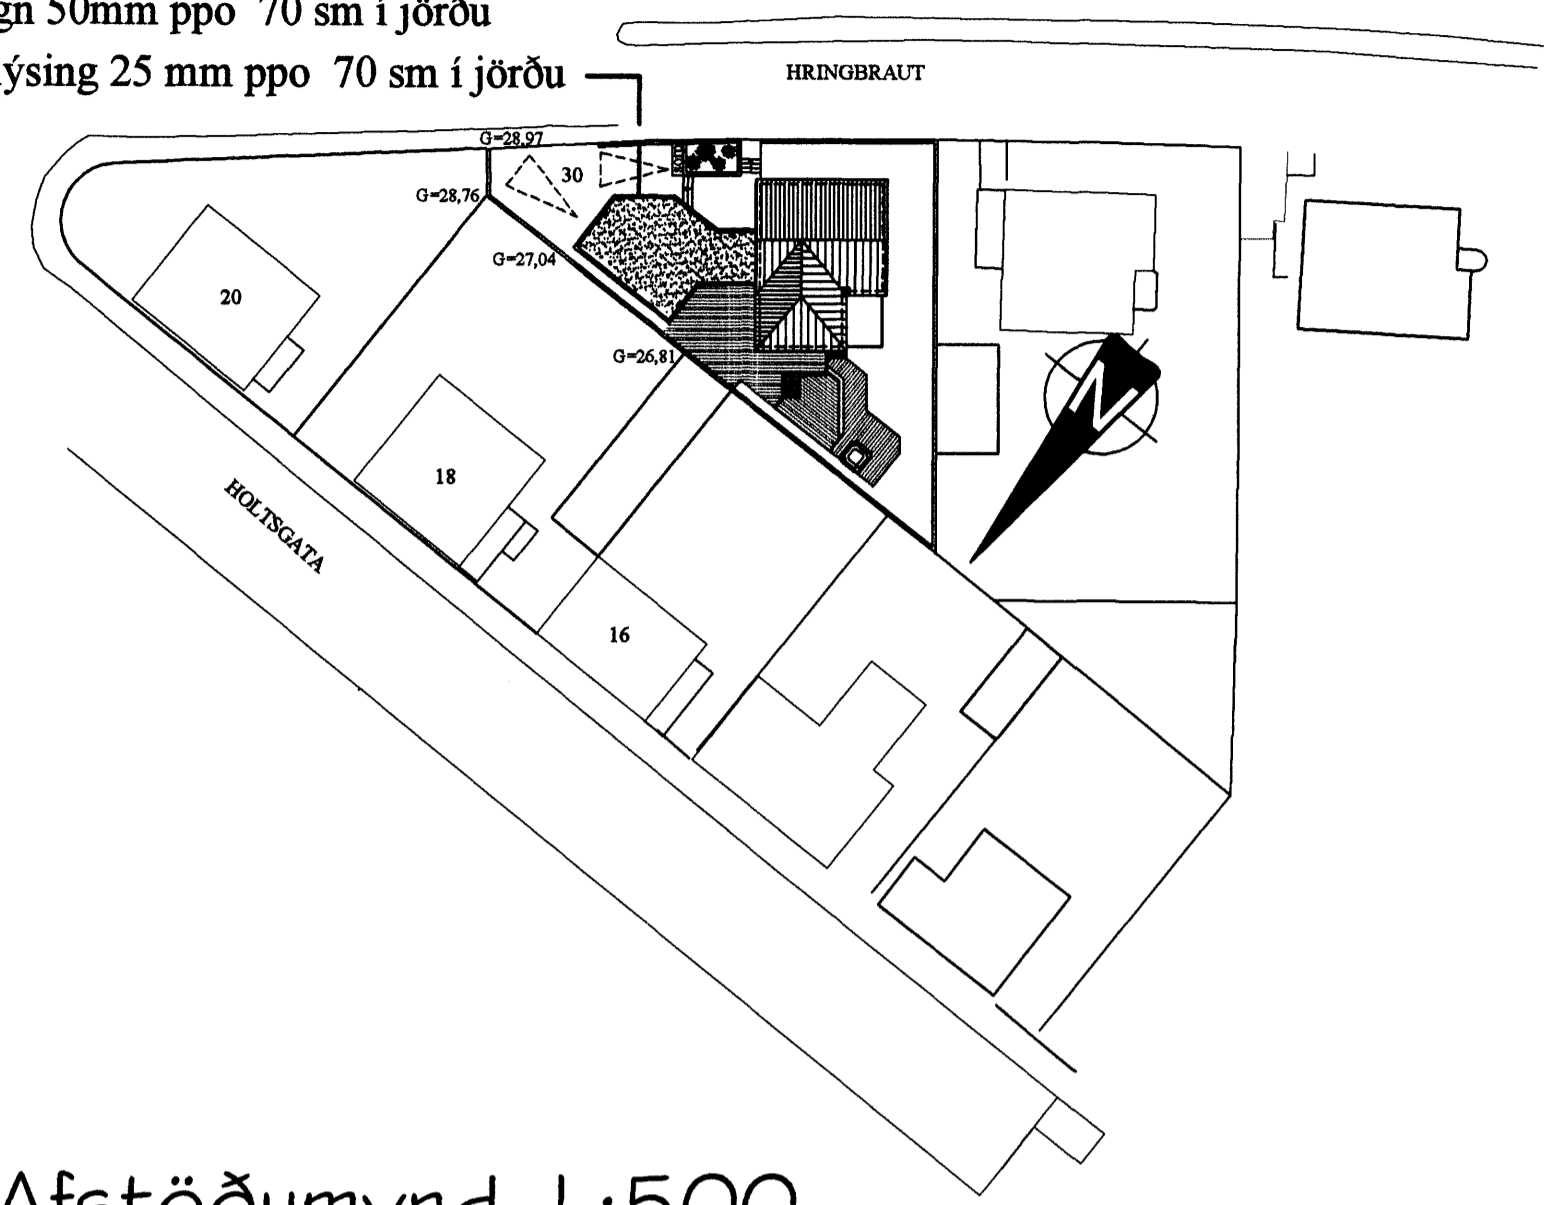 gn 50mm ppo 70 sm í jörðu
ýsing 25 mm ppo 70 sm í jörðu
HRINGBRAUT
G=28,97
30
G=28,76
G=27,04
20
G=26,81
18
HOLTSGATA
16
Afstöðumynd 1:500